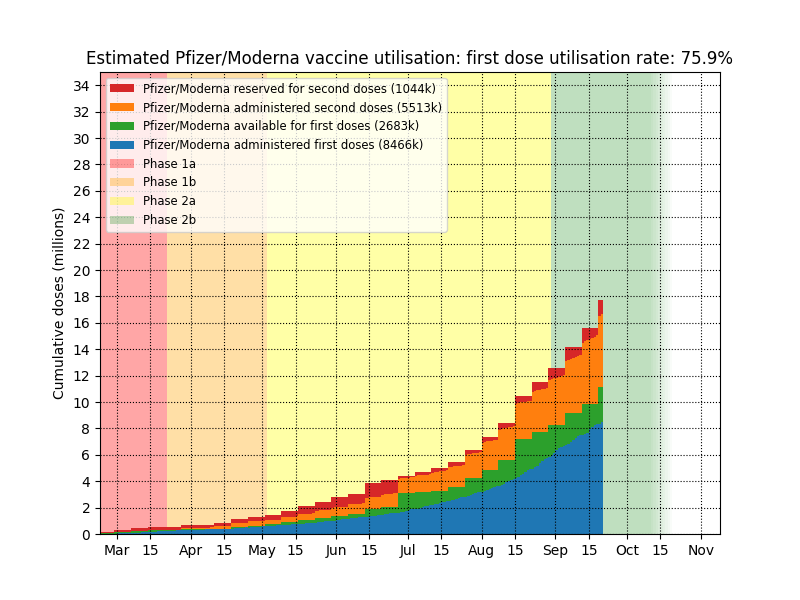 Estimated Pfizer/Moderna vaccine utilisation: first dose utilisation rate: 75.9%
Pfizer/Moderna reserved for second doses (1044k)
Pfizer/Moderna administered second doses (5513k)
Pfizer/Moderna available for first doses (2683k)
Pfizer/Moderna administered first doses (8466k)
Phase 1a
Phase 1b
Phase 2a
Phase 2b
Cumulative doses (millions)
34
32
30
28
26
24
22
20
18
16
14
12
10
8
6
4
2
0
Mar 15 Apr 15 May 15 Jun 15 Jul 15 Aug 15 Sep 15 Oct 15 Nov